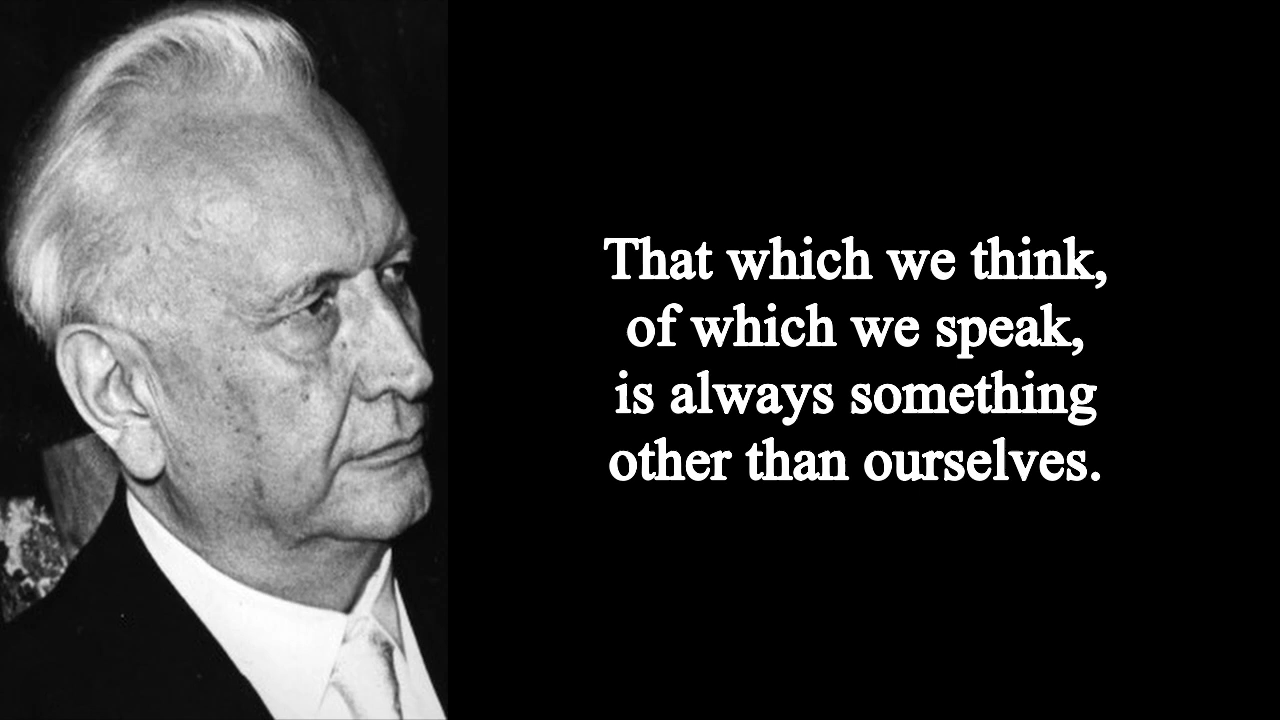 That which we think,
of which we speak,
is always something
other than ourselves.